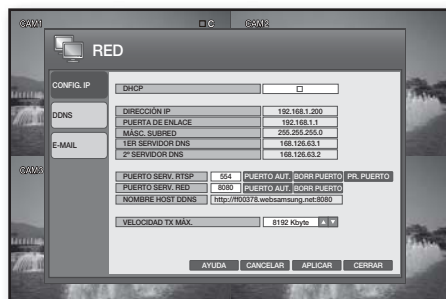 CAM1 C CAM2
RED
CONFIG. IP
DDNS
E-MAIL
CAM3
DHCP
DIRECCIÓN IP 192.168.1.200
PUERTA DE ENLACE 192.168.1.1
MÁSC. SUBRED 255.255.255.0
1ER SERVIDOR DNS 168.126.63.1
2º SERVIDOR DNS 168.126.63.2
PUERTO SERV. RTSP 554 PUERTO AUT. BORR PUERTO PR. PUERTO
PUERTO SERV. RED 8080 PUERTO AUT. BORR PUERTO
NOMBRE HOST DDNS http://ff00378.websamsung.net:8080
VELOCIDAD TX MÁX. 8192 Kbyte
AYUDA CANCELAR APLICAR CERRAR